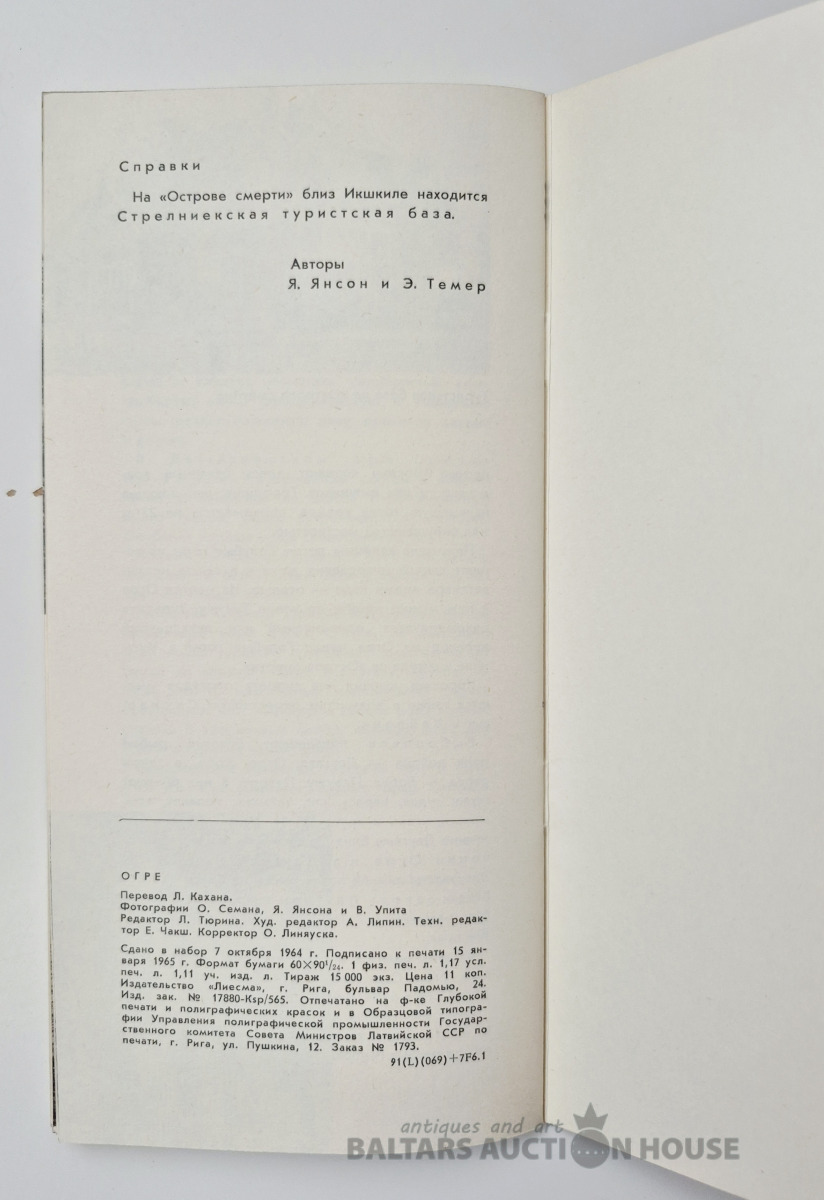 Справки
На «Острове смерти» близ Икшкиле находится
Стрелниекская туристская база.
Авторы
Я. Янсон и Э. Темер
ОГРЕ
Перевод Л. Кахана.
Фотографии О. Семана, Я. Янсона и В. Упита
Редактор Л. Тюрина. Худ. редактор А. Липин. Техн. редак-
тор Е. Чакш. Корректор О. Линяуска.
Сдано в набор 7 октября 1964 г. Подписано к печати 15 ян-
варя 1965 г. Формат бумаги 60×90¹/₂₄. 1 физ. печ. л. 1,17 усл.
печ. л. 1,11 уч. изд. л. Тираж 15 000 экз. Цена 11 коп.
Издательство «Лиесма», г. Рига, бульвар Падомью, 24.
Изд. зак. № 17880-Ksp/565. Отпечатано на ф-ке Глубокой
печати и полиграфических красок и в Образцовой типогра-
фии Управления полиграфической промышленности Государ-
ственного комитета Совета Министров Латвийской ССР по
печати, г. Рига, ул. Пушкина, 12. Заказ № 1793.
91(L)(069)+7F6.1
antiques and art
BALTARS AUCTION HOUSE